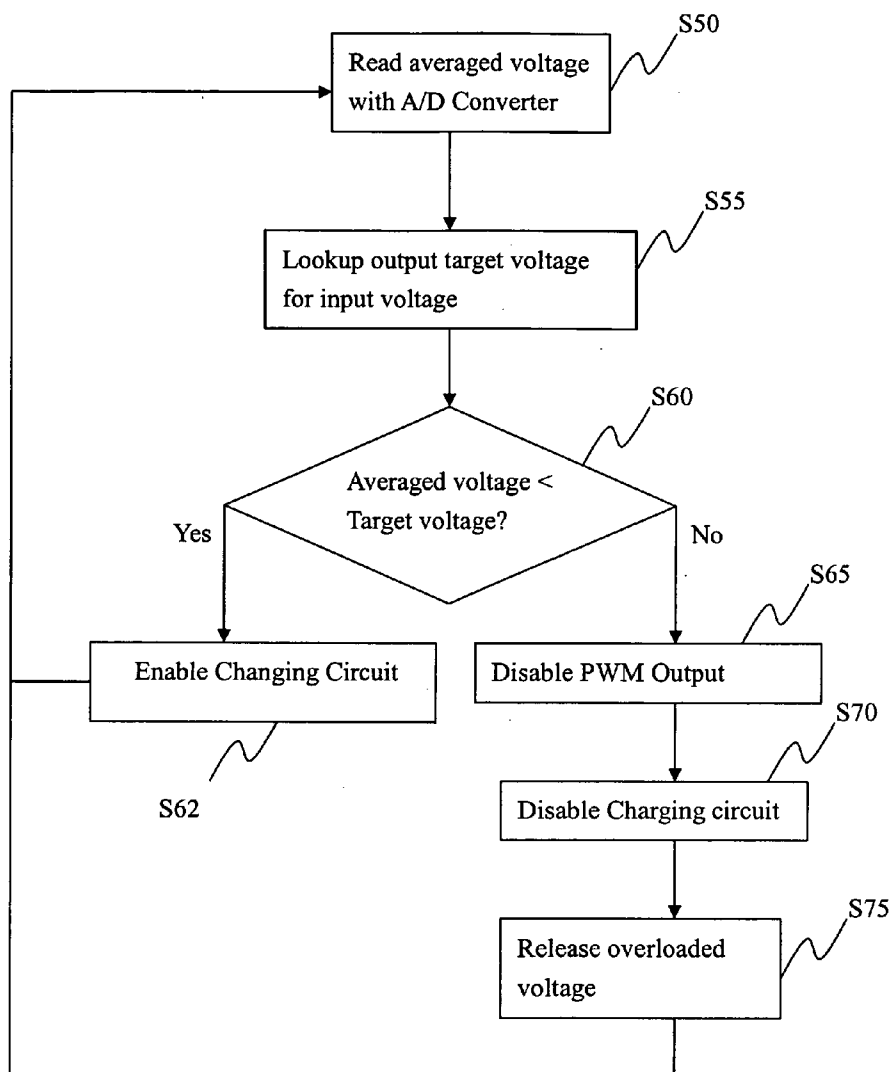 S50
Read averaged voltage
with A/D Converter
S55
Lookup output target voltage
for input voltage
S60
Averaged voltage <
Target voltage?
Yes
No
S65
Enable Changing Circuit
Disable PWM Output
S70
S62
Disable Charging circuit
S75
Release overloaded
voltage